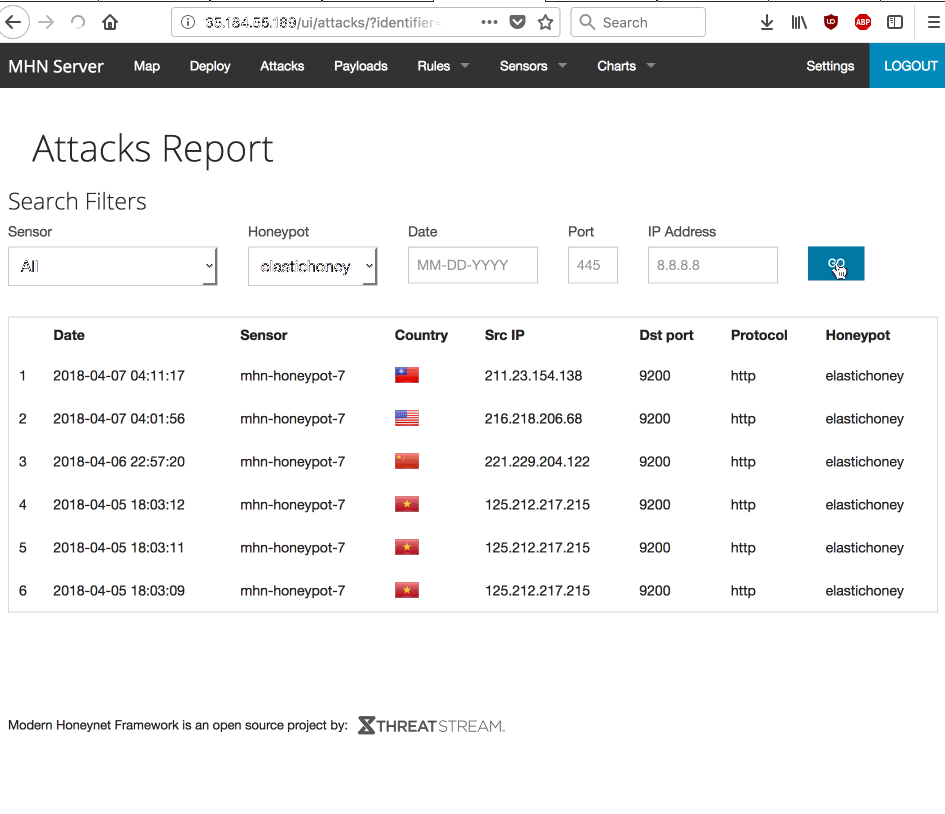 35.184.55.189/ui/attacks/?identifier=
Search
UD
ABP
MHN Server Map Deploy Attacks Payloads Rules Sensors Charts Settings LOGOUT
Attacks Report
Search Filters
Sensor Honeypot Date Port IP Address
All elastichoney MM-DD-YYYY 445 8.8.8.8 GO
Date Sensor Country Src IP Dst port Protocol Honeypot
1 2018-04-07 04:11:17 mhn-honeypot-7 211.23.154.138 9200 http elastichoney
2 2018-04-07 04:01:56 mhn-honeypot-7 216.218.206.68 9200 http elastichoney
3 2018-04-06 22:57:20 mhn-honeypot-7 221.229.204.122 9200 http elastichoney
4 2018-04-05 18:03:12 mhn-honeypot-7 125.212.217.215 9200 http elastichoney
5 2018-04-05 18:03:11 mhn-honeypot-7 125.212.217.215 9200 http elastichoney
6 2018-04-05 18:03:09 mhn-honeypot-7 125.212.217.215 9200 http elastichoney
Modern Honeynet Framework is an open source project by: THREATSTREAM